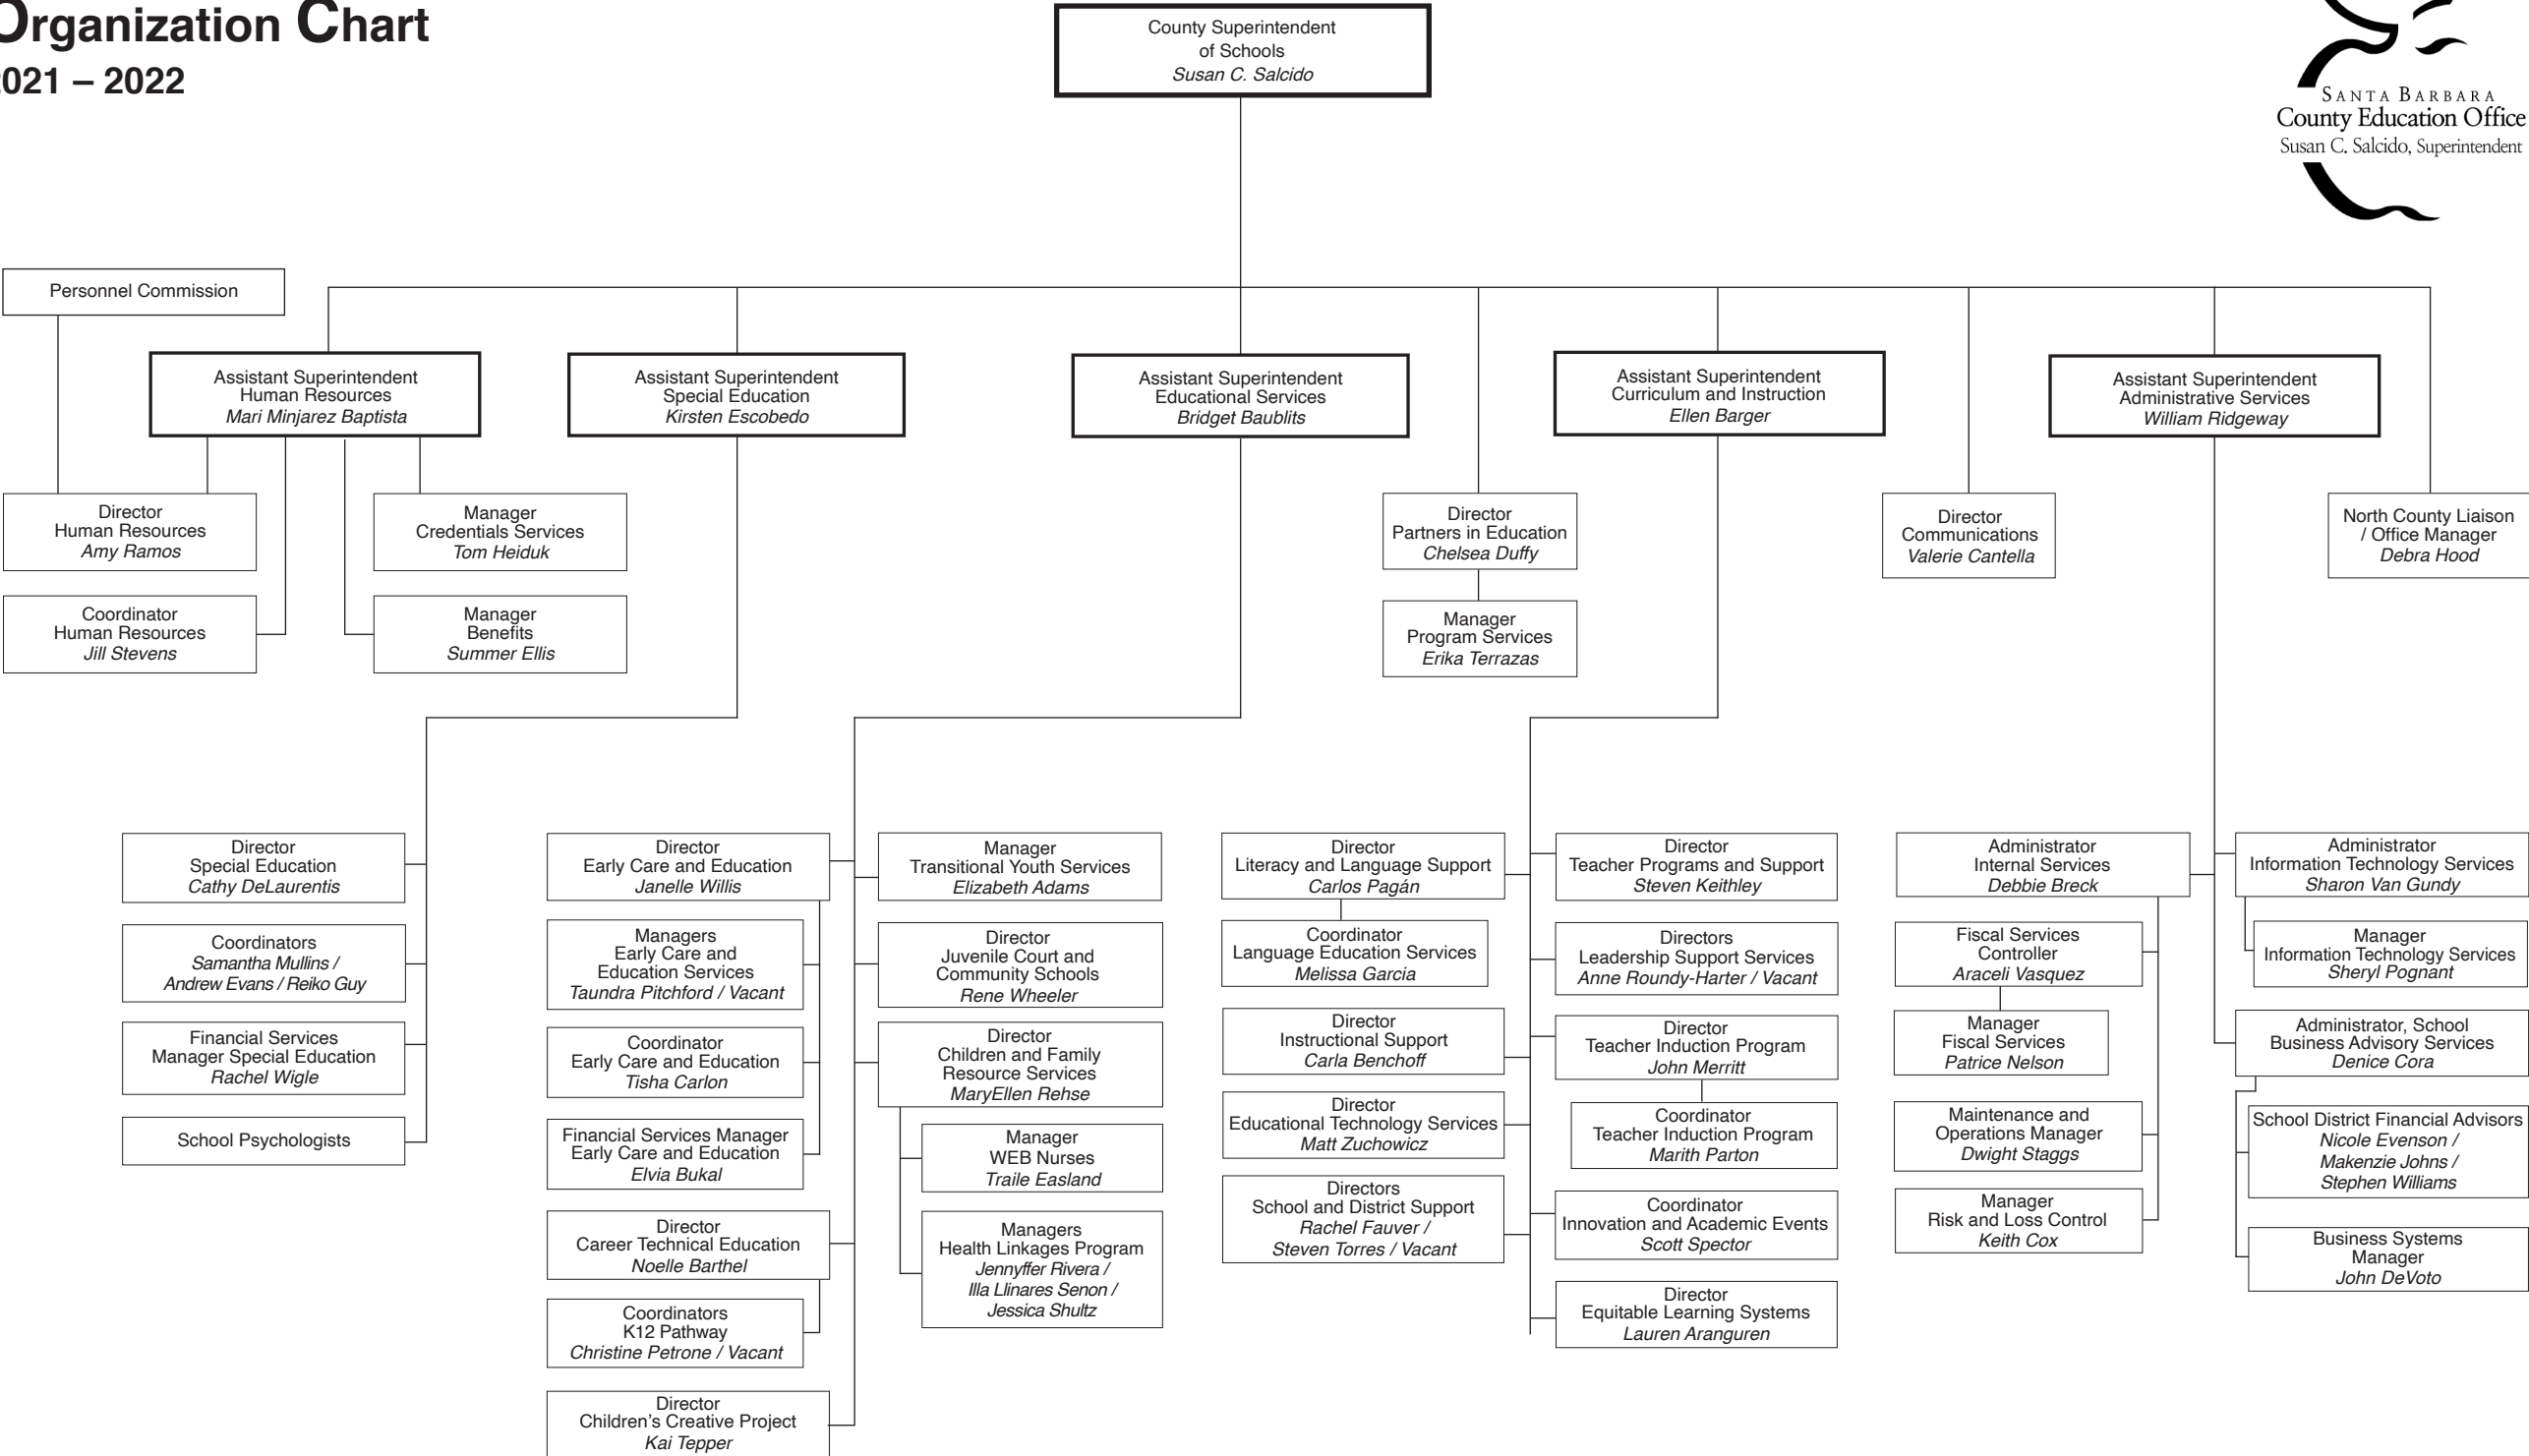 Organization Chart
2021 – 2022
County Superintendent
of Schools
Susan C. Salcido
SANTA BARBARA
County Education Office
Susan C. Salcido, Superintendent
Personnel Commission
Assistant Superintendent
Human Resources
Mari Minjarez Baptista
Assistant Superintendent
Special Education
Kirsten Escobedo
Assistant Superintendent
Educational Services
Bridget Baublits
Assistant Superintendent
Curriculum and Instruction
Ellen Barger
Assistant Superintendent
Administrative Services
William Ridgeway
Director
Human Resources
Amy Ramos
Manager
Credentials Services
Tom Heiduk
Director
Partners in Education
Chelsea Duffy
Director
Communications
Valerie Cantella
North County Liaison
/ Office Manager
Debra Hood
Coordinator
Human Resources
Jill Stevens
Manager
Benefits
Summer Ellis
Manager
Program Services
Erika Terrazas
Director
Special Education
Cathy DeLaurentis
Coordinators
Samantha Mullins /
Andrew Evans / Reiko Guy
Financial Services
Manager Special Education
Rachel Wigle
School Psychologists
Director
Early Care and Education
Janelle Willis
Managers
Early Care and
Education Services
Taundra Pitchford / Vacant
Coordinator
Early Care and Education
Tisha Carlon
Financial Services Manager
Early Care and Education
Elvia Bukal
Director
Career Technical Education
Noelle Barthel
Coordinators
K12 Pathway
Christine Petrone / Vacant
Director
Children’s Creative Project
Kai Tepper
Manager
Transitional Youth Services
Elizabeth Adams
Director
Juvenile Court and
Community Schools
Rene Wheeler
Director
Children and Family
Resource Services
MaryEllen Rehse
Manager
WEB Nurses
Traile Easland
Managers
Health Linkages Program
Jennyffer Rivera /
Illa Llinares Senon /
Jessica Shultz
Director
Literacy and Language Support
Carlos Pagán
Coordinator
Language Education Services
Melissa Garcia
Director
Instructional Support
Carla Benchoff
Director
Educational Technology Services
Matt Zuchowicz
Directors
School and District Support
Rachel Fauver /
Steven Torres / Vacant
Director
Teacher Programs and Support
Steven Keithley
Directors
Leadership Support Services
Anne Roundy-Harter / Vacant
Director
Teacher Induction Program
John Merritt
Coordinator
Teacher Induction Program
Marith Parton
Coordinator
Innovation and Academic Events
Scott Spector
Director
Equitable Learning Systems
Lauren Aranguren
Administrator
Internal Services
Debbie Breck
Fiscal Services
Controller
Araceli Vasquez
Manager
Fiscal Services
Patrice Nelson
Maintenance and
Operations Manager
Dwight Staggs
Manager
Risk and Loss Control
Keith Cox
Administrator
Information Technology Services
Sharon Van Gundy
Manager
Information Technology Services
Sheryl Pognant
Administrator, School
Business Advisory Services
Denice Cora
School District Financial Advisors
Nicole Evenson /
Makenzie Johns /
Stephen Williams
Business Systems
Manager
John DeVoto